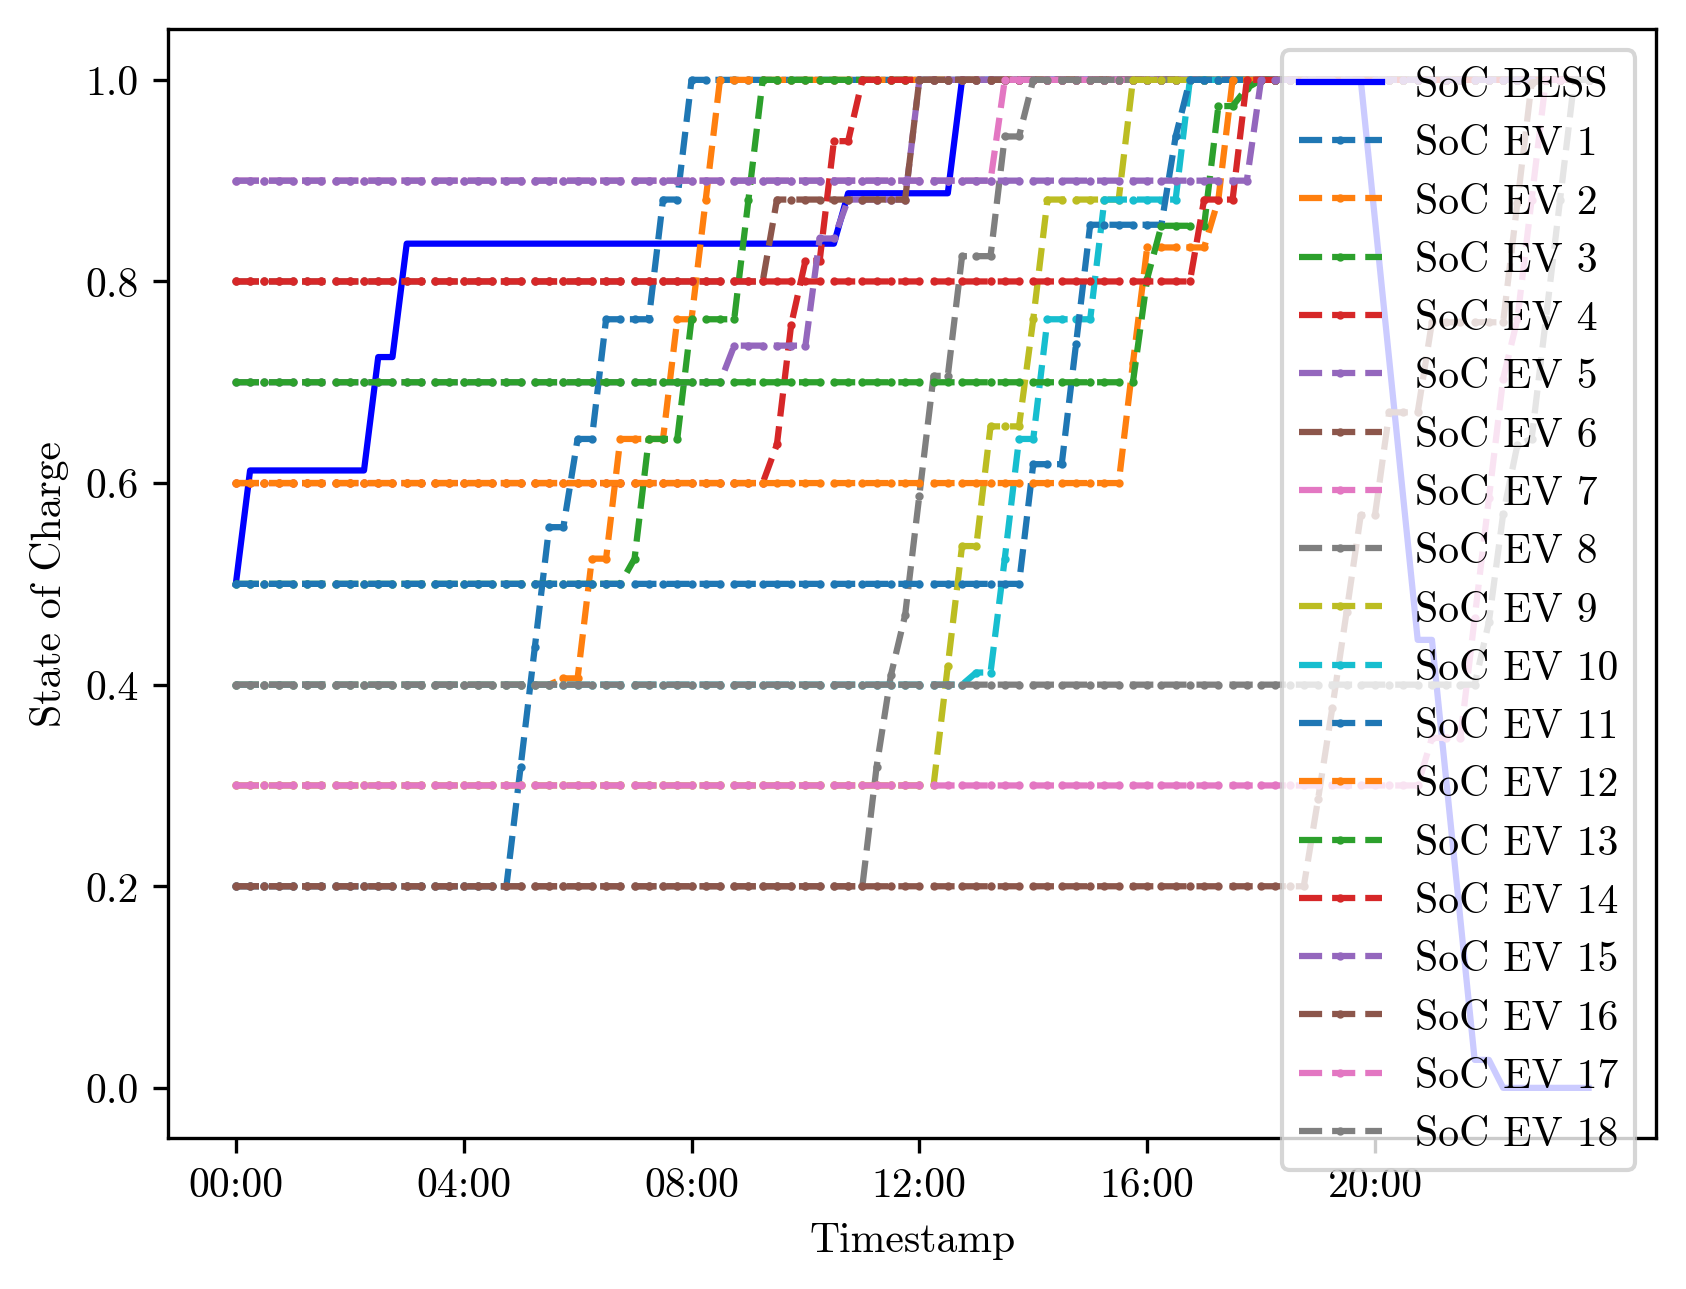 1.0
0.8
0.6
0.4
0.2
0.0
State of Charge
00:00 04:00 08:00 12:00 16:00 20:00
Timestamp
SoC BESS
SoC EV 1
SoC EV 2
SoC EV 3
SoC EV 4
SoC EV 5
SoC EV 6
SoC EV 7
SoC EV 8
SoC EV 9
SoC EV 10
SoC EV 11
SoC EV 12
SoC EV 13
SoC EV 14
SoC EV 15
SoC EV 16
SoC EV 17
SoC EV 18